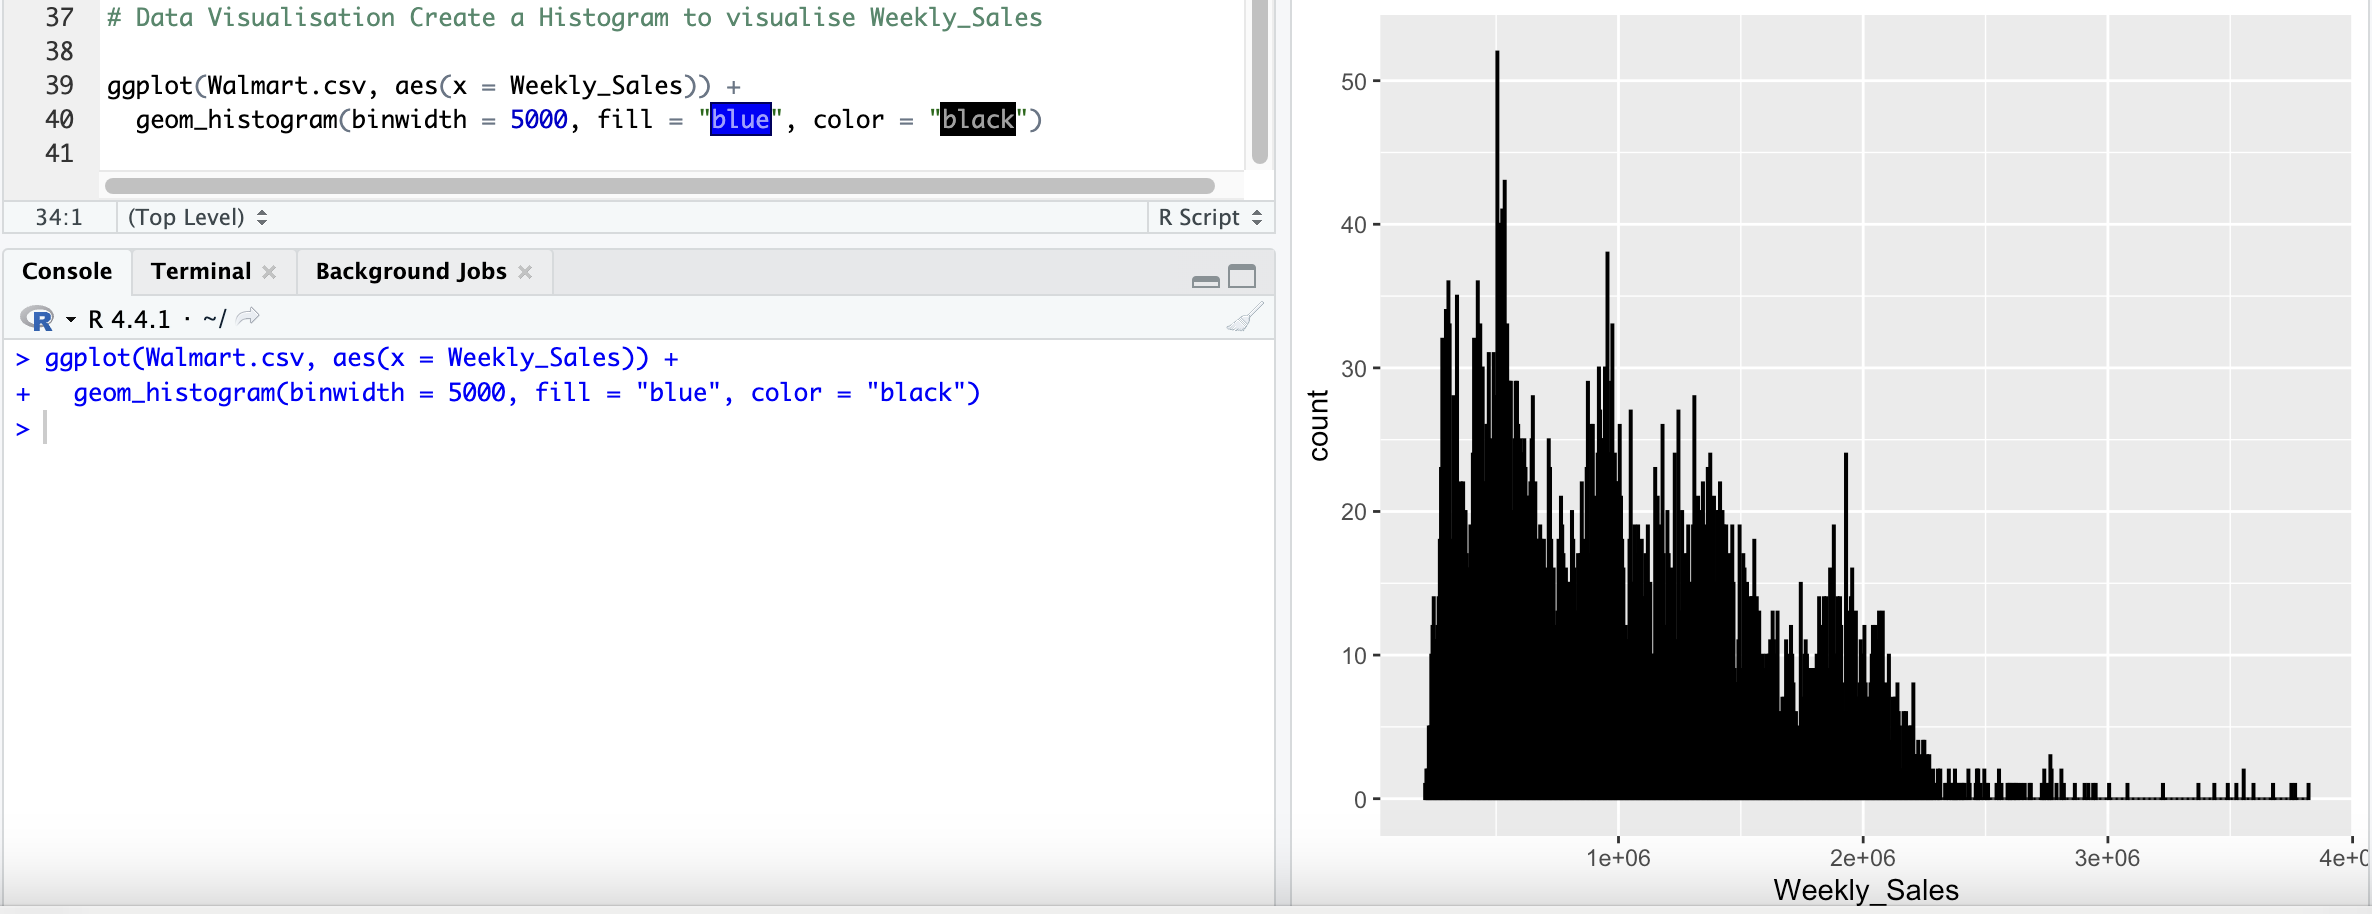 37 # Data Visualisation Create a Histogram to visualise Weekly_Sales
38
39 ggplot(Walmart.csv, aes(x = Weekly_Sales)) +
40   geom_histogram(binwidth = 5000, fill = "blue", color = "black")
41
34:1 (Top Level) R Script
Console Terminal Background Jobs
R R 4.4.1 · ~/
> ggplot(Walmart.csv, aes(x = Weekly_Sales)) +
+   geom_histogram(binwidth = 5000, fill = "blue", color = "black")
>
50
40
30
20
10
0
count
1e+06 2e+06 3e+06 4e+0
Weekly_Sales